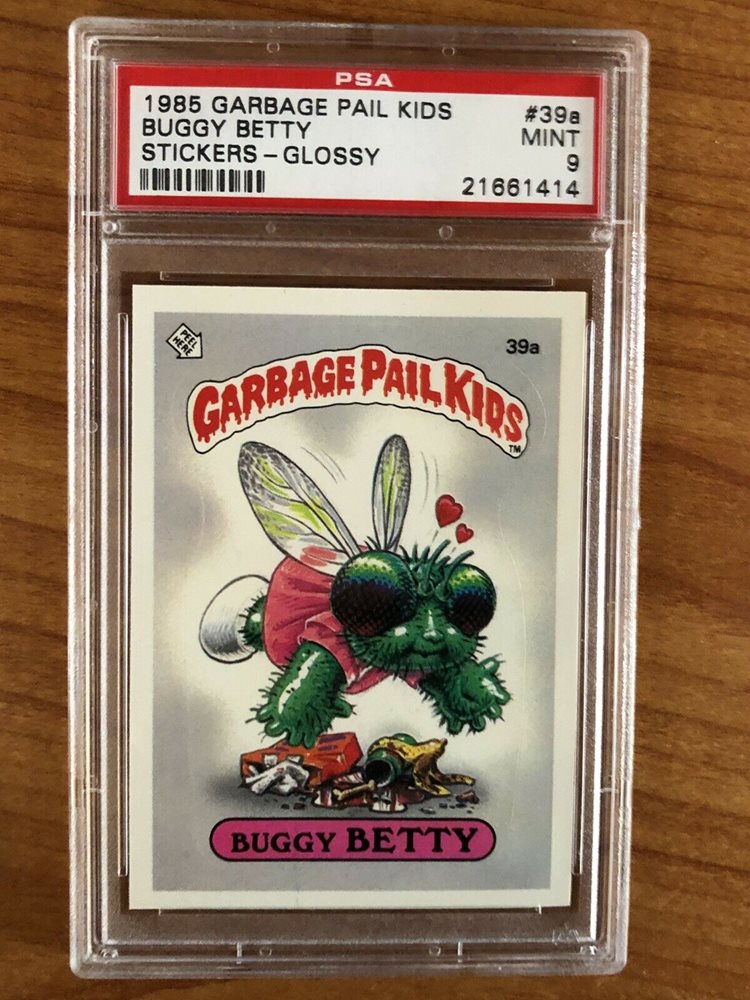 PSA
1985 GARBAGE PAIL KIDS #39a
BUGGY BETTY MINT
STICKERS – GLOSSY 9
21661414
PEEL HERE
39a
GARBAGE PAIL KIDS
TM
BUGGY BETTY